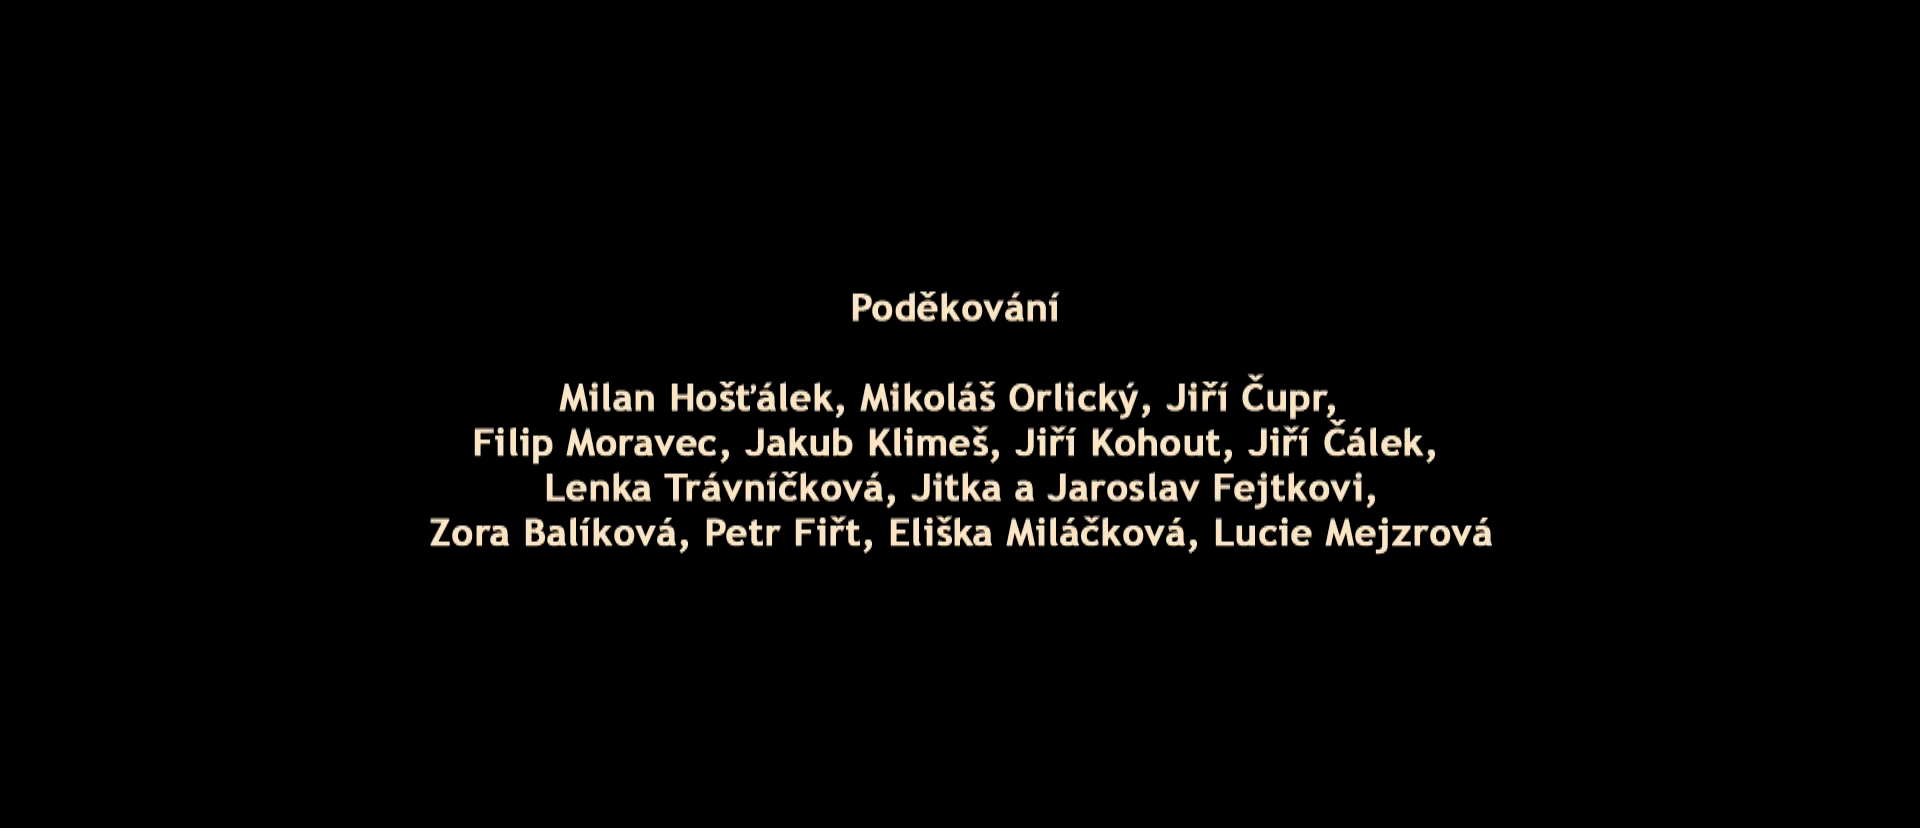 Poděkování
Milan Hošťálek, Mikoláš Orlický, Jiří Čupr,
Filip Moravec, Jakub Klimeš, Jiří Kohout, Jiří Čálek,
Lenka Trávníčková, Jitka a Jaroslav Fejtkovi,
Zora Balíková, Petr Fiřt, Eliška Miláčková, Lucie Mejzrová